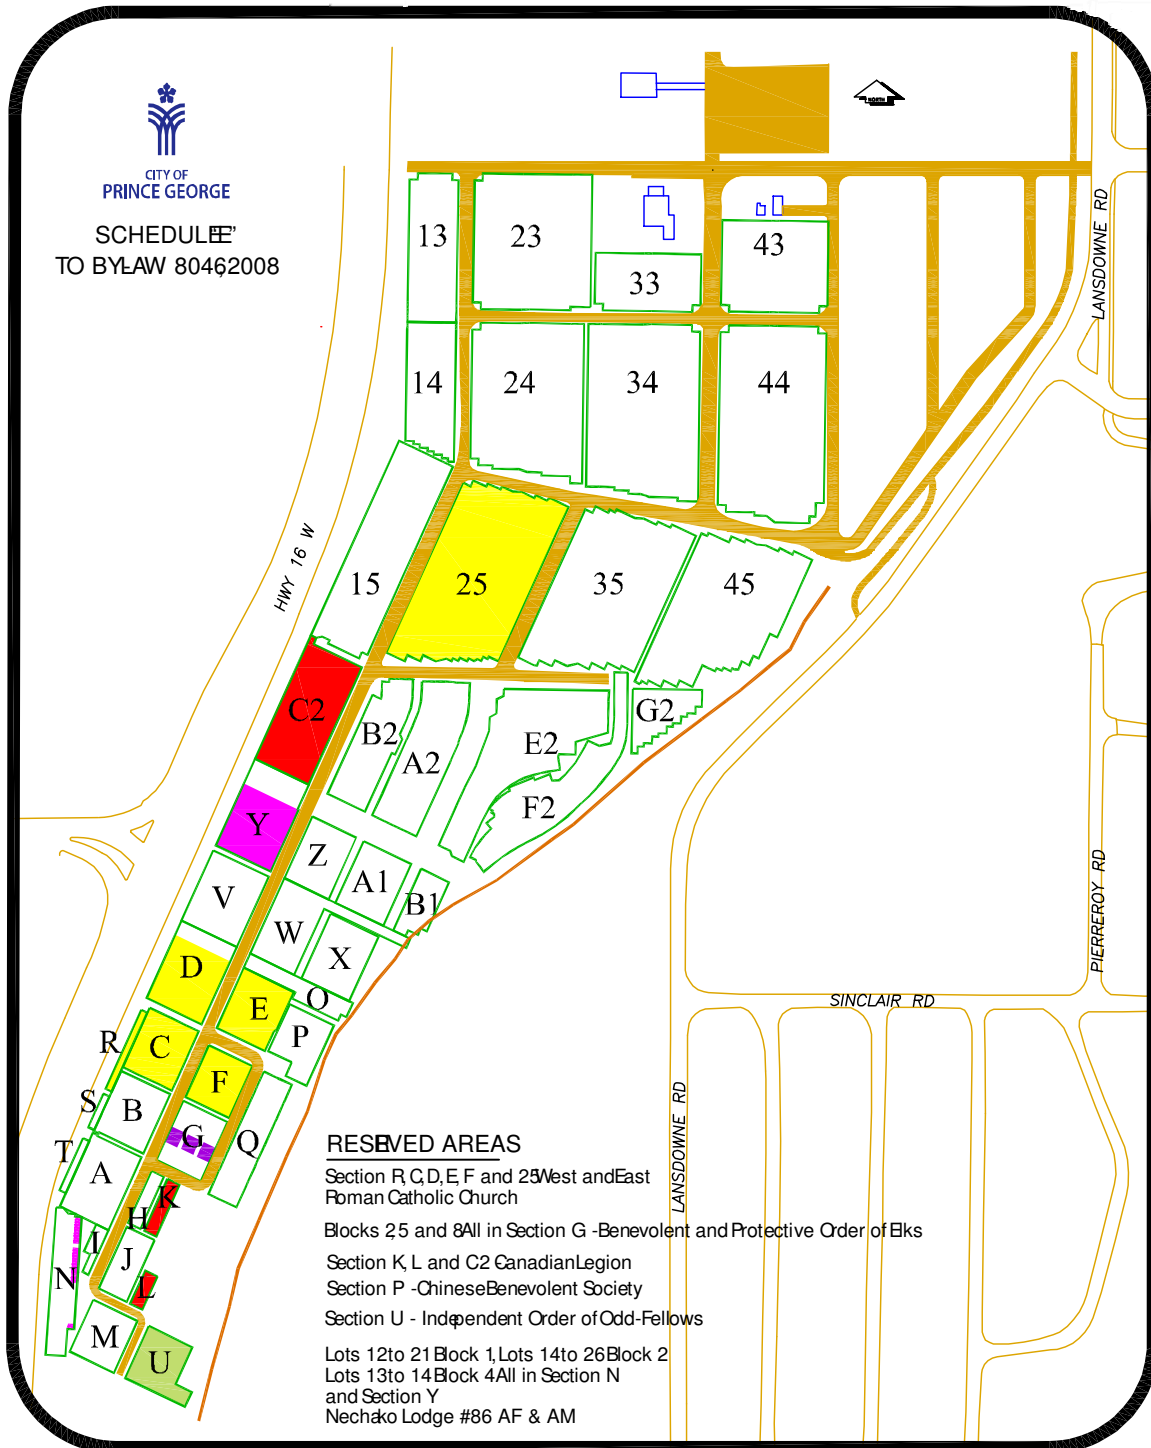 CITY OF
PRINCE GEORGE
SCHEDULE "E"
TO BY-LAW 8046, 2008
NORTH
LANSDOWNE RD
13
23
33
43
14
24
34
44
HWY 16 W
15
25
35
45
C2
B2
A2
E2
G2
F2
Y
Z
A1
B1
V
W
X
D
E
O
P
R
C
F
S
B
G
Q
T
A
K
H
I
J
N
L
M
U
PIERREROY RD
SINCLAIR RD
LANSDOWNE RD
RESERVED AREAS
Section R, C, D, E, F and 25 West and East
Roman Catholic Church
Blocks 2, 5 and 8 All in Section G - Benevolent and Protective Order of Elks
Section K, L and C2 - Canadian Legion
Section P - Chinese Benevolent Society
Section U - Independent Order of Odd-Fellows
Lots 12 to 21 Block 1, Lots 14 to 26 Block 2
Lots 13 to 14 Block 4 All in Section N
and Section Y
Nechako Lodge #86 AF & AM